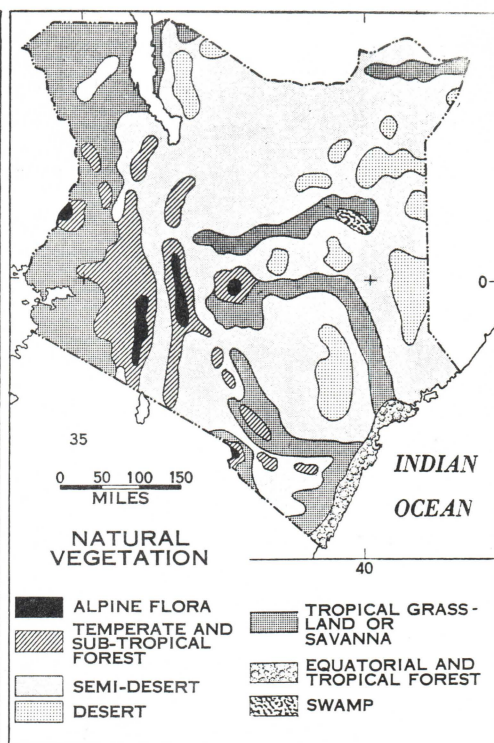 0
35
0 50 100 150
MILES
INDIAN
OCEAN
40
NATURAL
VEGETATION
ALPINE FLORA
TEMPERATE AND
SUB-TROPICAL
FOREST
SEMI-DESERT
DESERT
TROPICAL GRASS-
LAND OR
SAVANNA
EQUATORIAL AND
TROPICAL FOREST
SWAMP